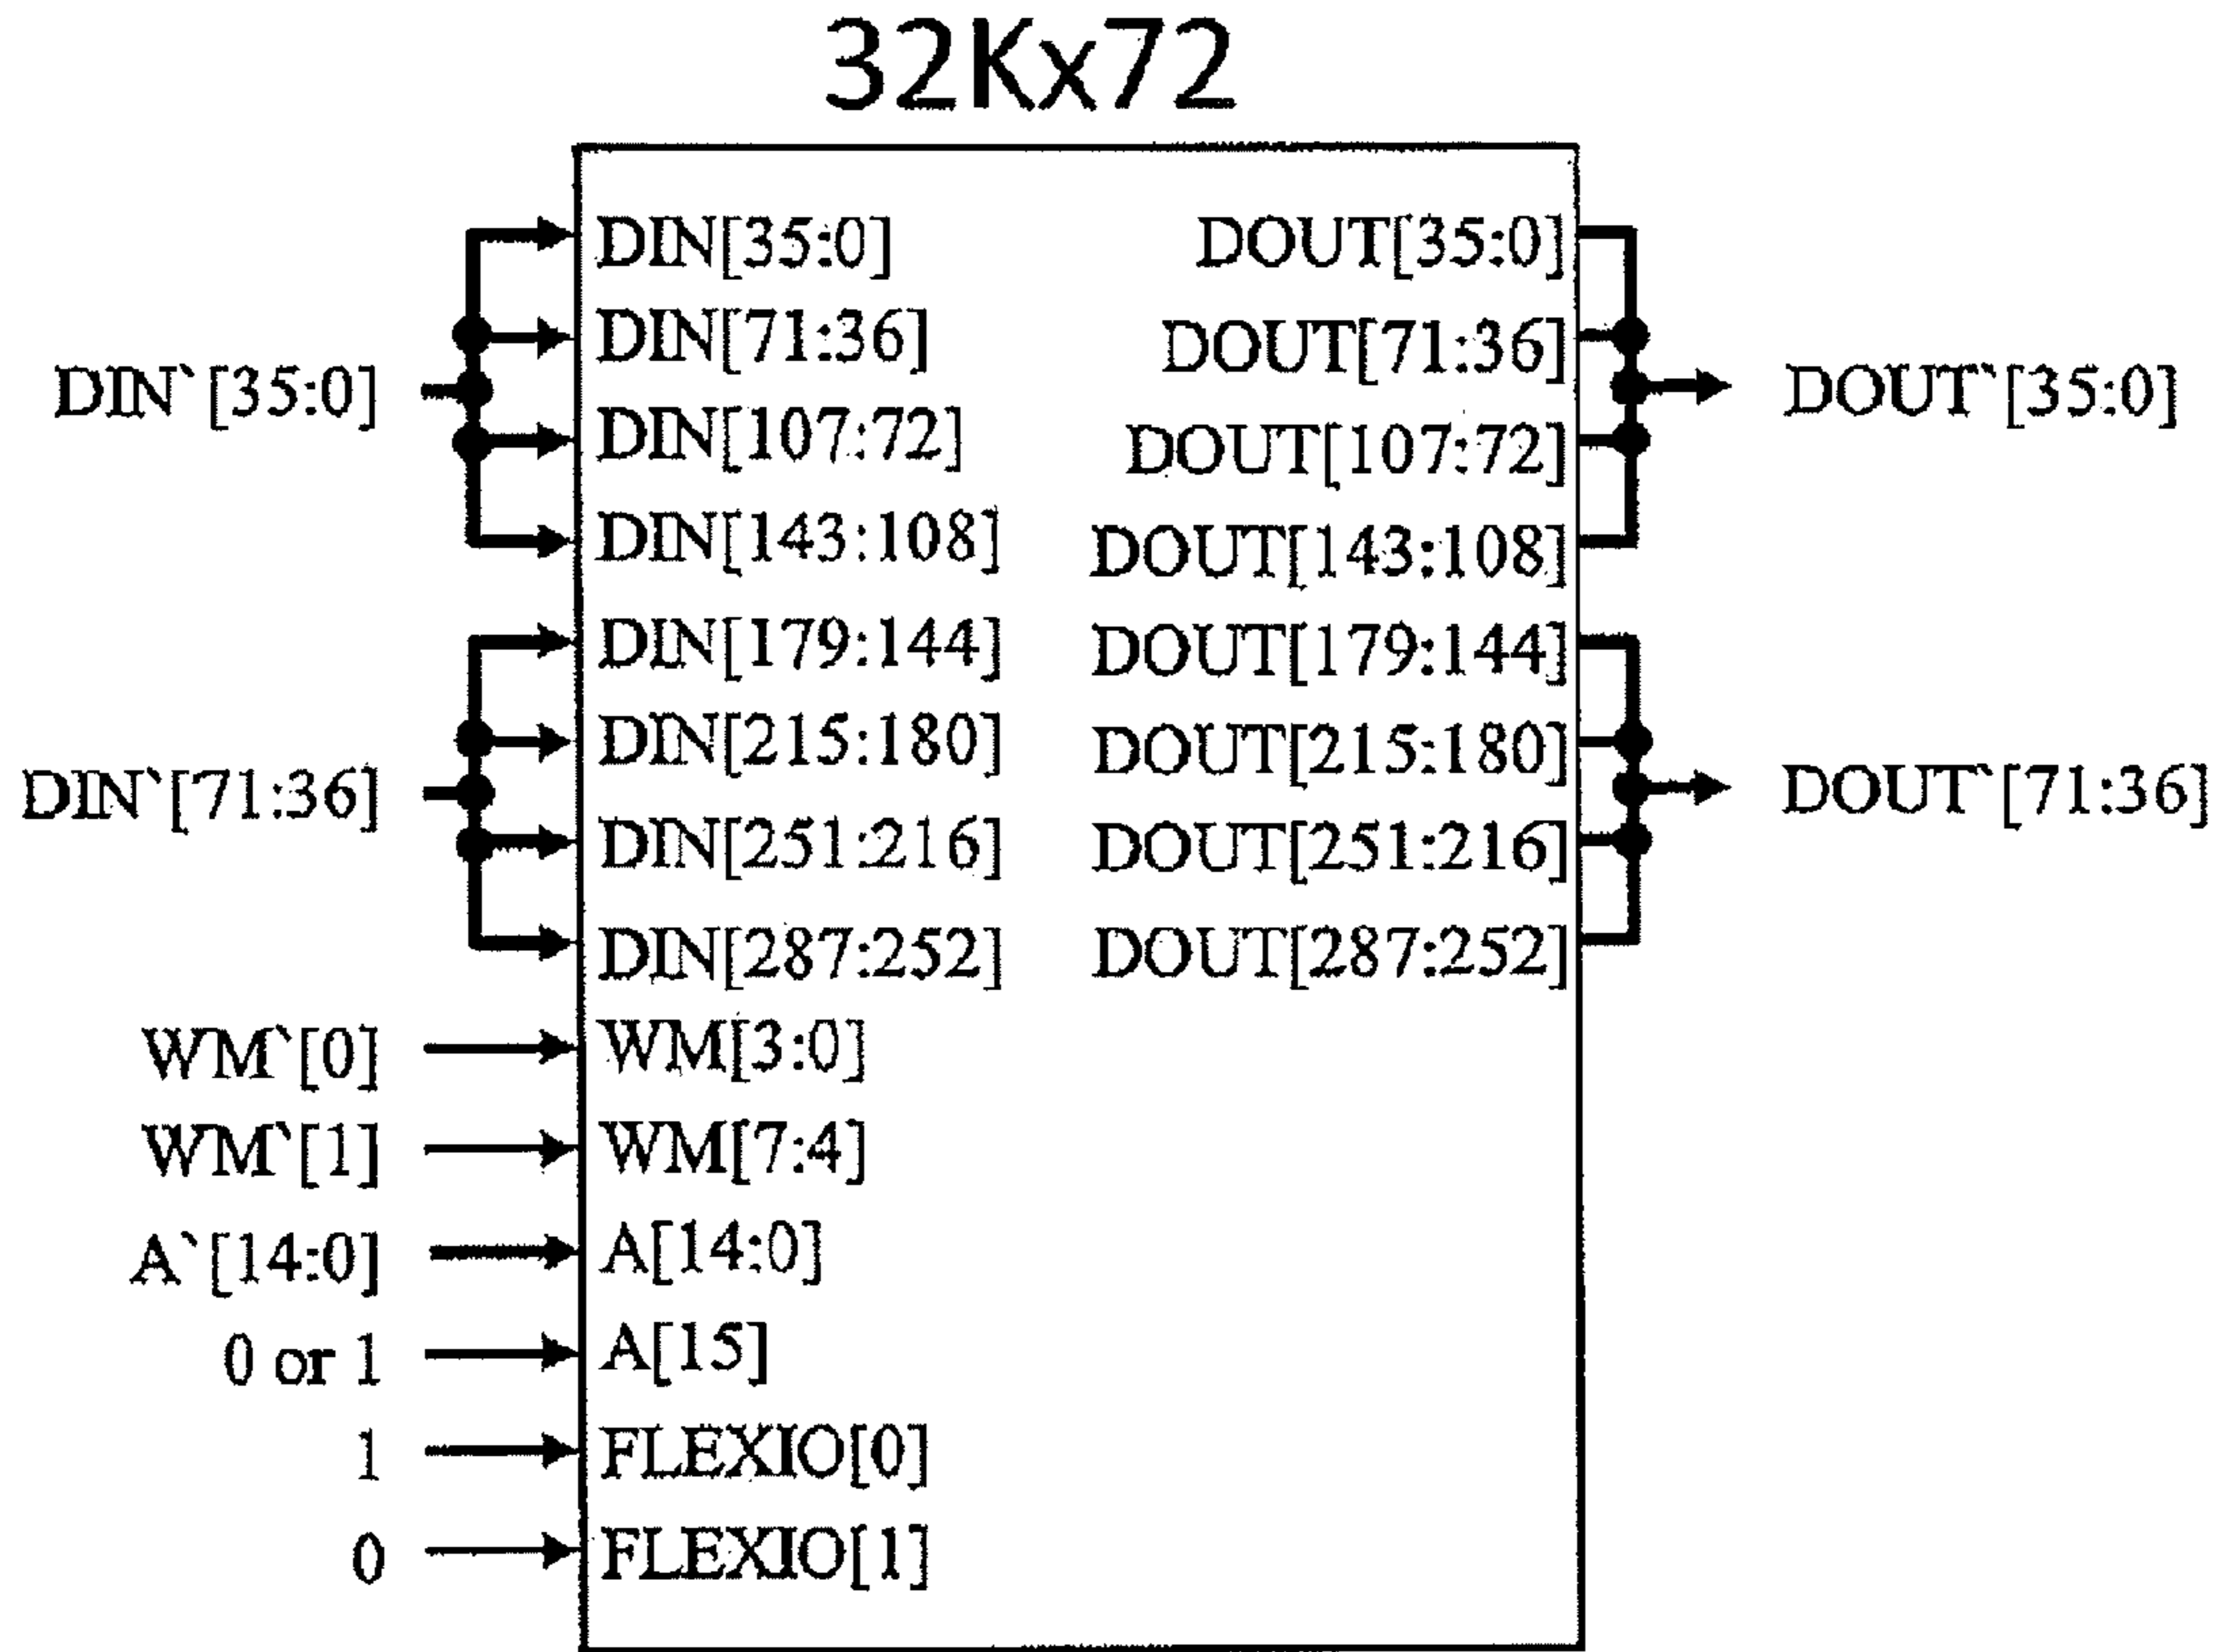 32Kx72
DIN[35:0] DOUT[35:0]
DIN[71:36] DOUT[71:36]
DIN`[35:0] DOUT`[35:0]
DIN[107:72] DOUT[107:72]
DIN[143:108] DOUT[143:108]
DIN[179:144] DOUT[179:144]
DIN[215:180] DOUT[215:180]
DIN`[71:36] DOUT`[71:36]
DIN[251:216] DOUT[251:216]
DIN[287:252] DOUT[287:252]
WM`[0] WM[3:0]
WM`[1] WM[7:4]
A`[14:0] A[14:0]
0 or 1 A[15]
1 FLEXIO[0]
0 FLEXIO[1]